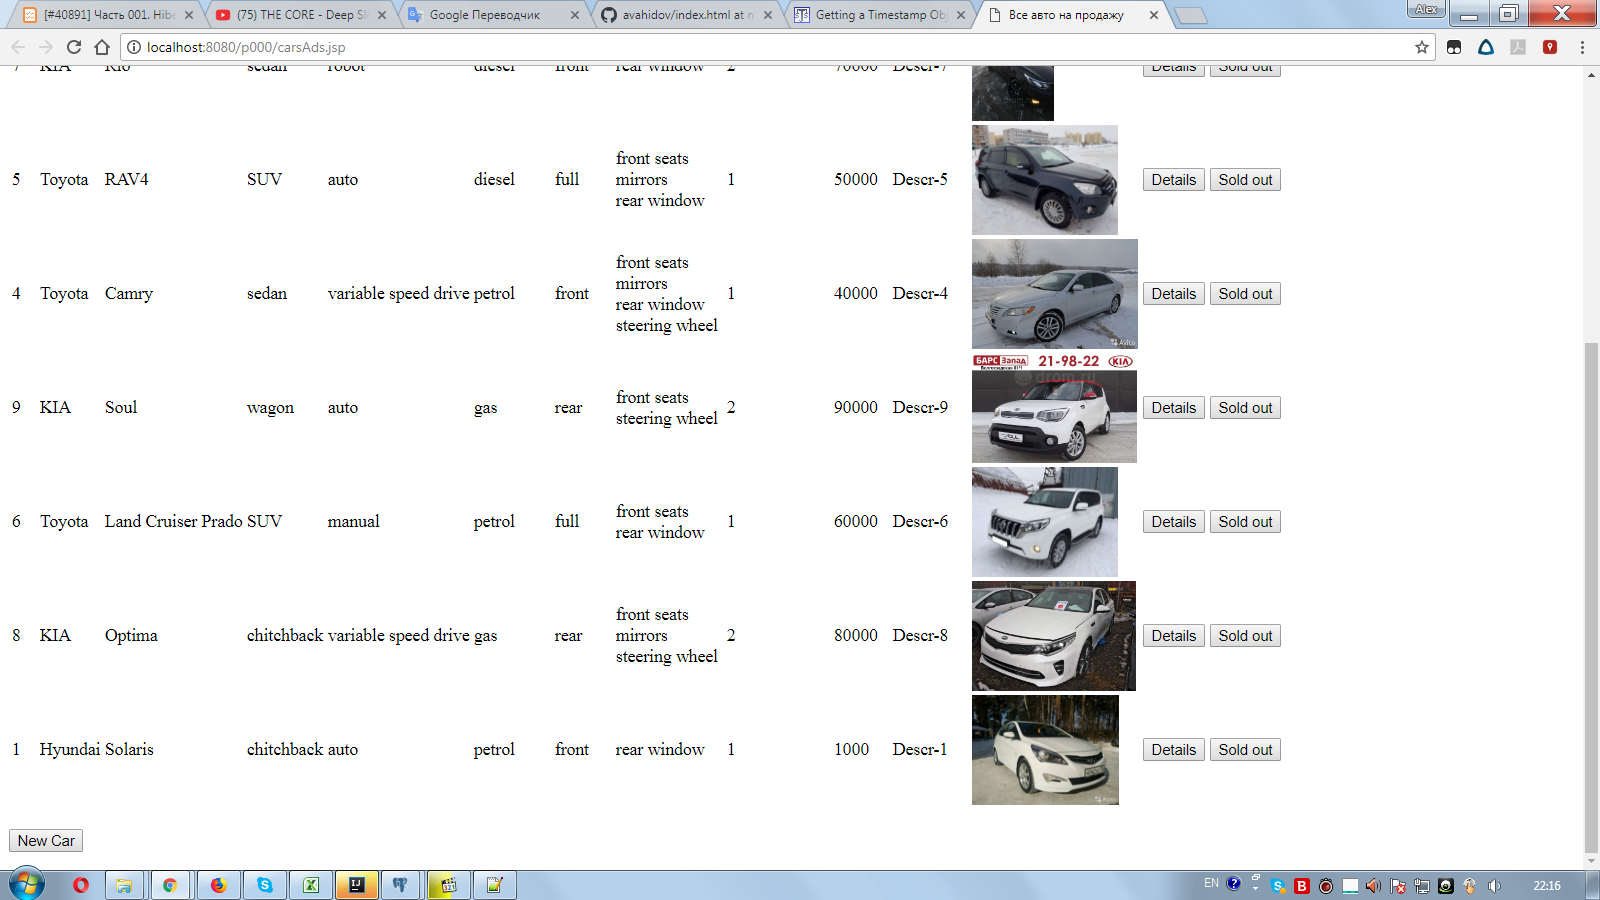 [#40891] Часть 001. Hibe
(75) THE CORE - Deep Sle
Google Переводчик
avahidov/index.html at m
Getting a Timestamp Obj
Все авто на продажу
Alex
localhost:8080/p000/carsAds.jsp
7 KIA Rio sedan robot diesel front rear window 2 70000 Descr-7 Details Sold out
front seats
5 Toyota RAV4 SUV auto diesel full mirrors 1 50000 Descr-5 Details Sold out
rear window
front seats
mirrors
4 Toyota Camry sedan variable speed drive petrol front rear window 1 40000 Descr-4 Details Sold out
steering wheel
Avito
БАРС Запад 21-98-22 KIA
drom.ru
front seats
9 KIA Soul wagon auto gas rear steering wheel 2 90000 Descr-9 Details Sold out
SOUL
front seats
6 Toyota Land Cruiser Prado SUV manual petrol full rear window 1 60000 Descr-6 Details Sold out
front seats
8 KIA Optima chitchback variable speed drive gas rear mirrors 2 80000 Descr-8 Details Sold out
steering wheel
1 Hyundai Solaris chitchback auto petrol front rear window 1 1000 Descr-1 Details Sold out
Avito
New Car
EN
22:16